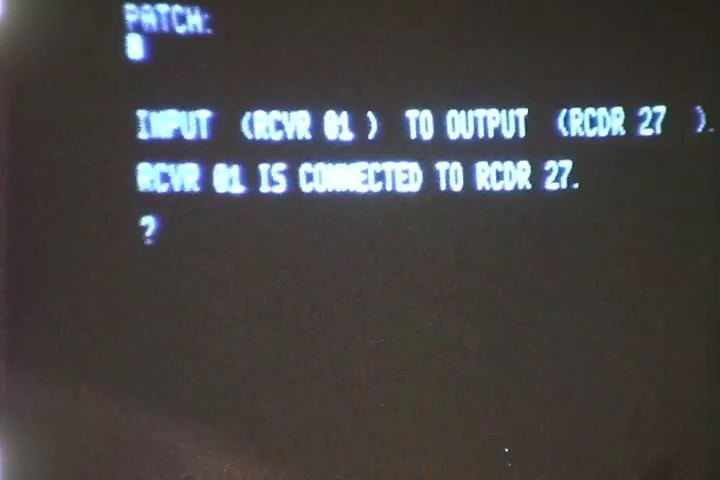 PATCH:
INPUT (RCVR 01 ) TO OUTPUT (RCDR 27 ).
RCVR 01 IS CONNECTED TO RCDR 27.
?